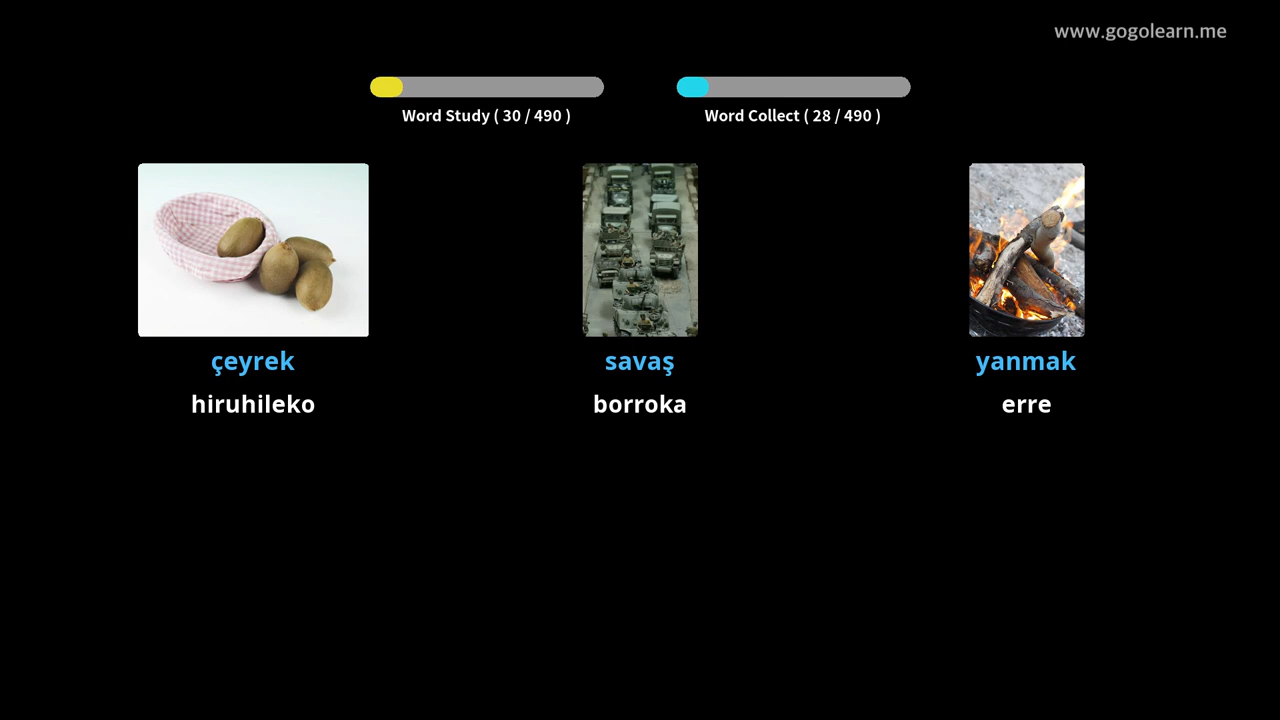 www.gogolearn.me
Word Study ( 30 / 490 )
Word Collect ( 28 / 490 )
çeyrek
savaş
yanmak
hiruhileko
borroka
erre